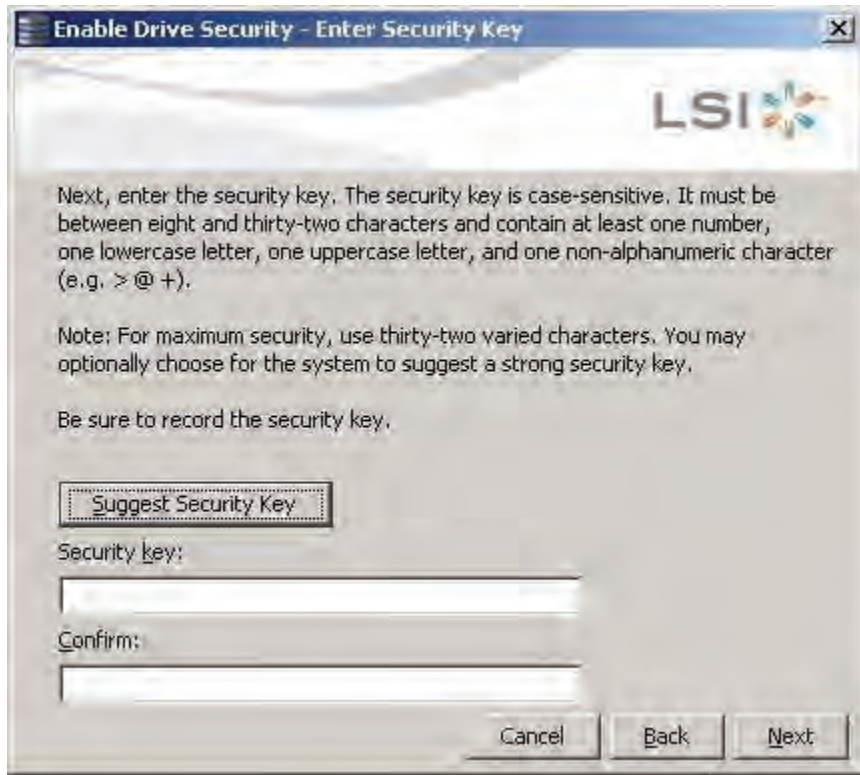 Enable Drive Security - Enter Security Key
LSI
Next, enter the security key. The security key is case-sensitive. It must be
between eight and thirty-two characters and contain at least one number,
one lowercase letter, one uppercase letter, and one non-alphanumeric character
(e.g. > @ +).
Note: For maximum security, use thirty-two varied characters. You may
optionally choose for the system to suggest a strong security key.
Be sure to record the security key.
Suggest Security Key
Security key:
Confirm:
Cancel Back Next